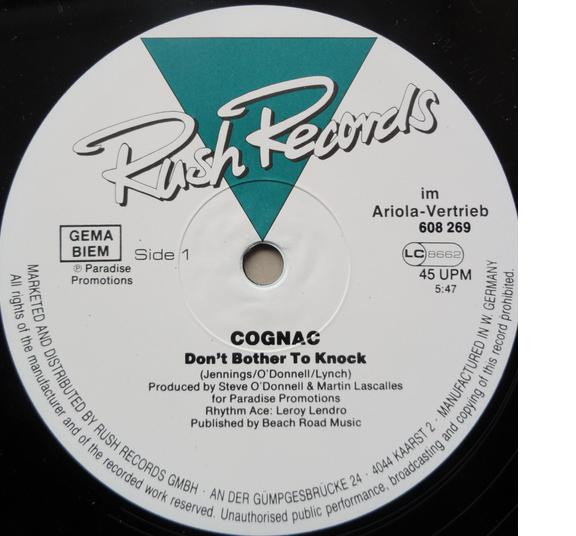 Rush Records
im
Ariola-Vertrieb
608 269
GEMA
BIEM
Side 1
℗ Paradise
Promotions
LC 8662
45 UPM
5:47
COGNAC
Don't Bother To Knock
(Jennings/O'Donnell/Lynch)
Produced by Steve O'Donnell & Martin Lascalles
for Paradise Promotions
Rhythm Ace: Leroy Lendro
Published by Beach Road Music
MARKETED AND DISTRIBUTED BY RUSH RECORDS GMBH · AN DER GÜMPGESBRÜCKE 24 · 4044 KAARST 2 · MANUFACTURED IN W. GERMANY
All rights of the manufacturer and of the recorded work reserved. Unauthorised public performance, broadcasting and copying of this record prohibited.